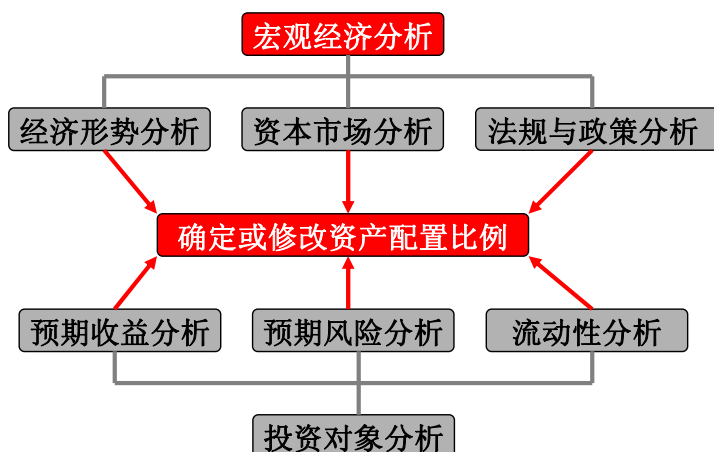 宏观经济分析
经济形势分析
资本市场分析
法规与政策分析
确定或修改资产配置比例
预期收益分析
预期风险分析
流动性分析
投资对象分析